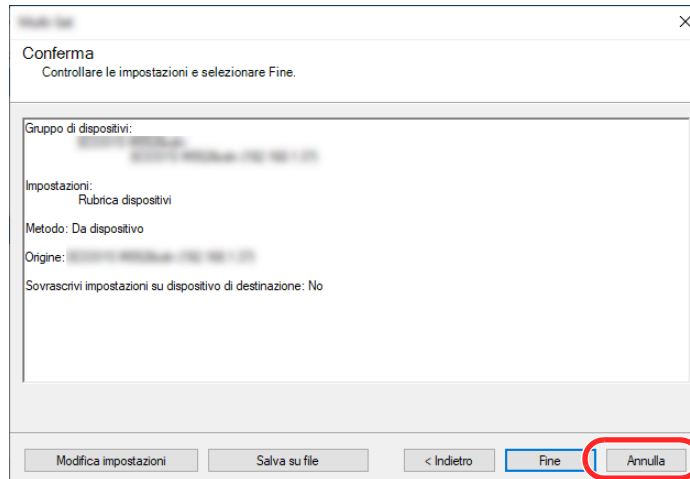 Conferma
Controllare le impostazioni e selezionare Fine.
Gruppo di dispositivi:
Impostazioni:
Rubrica dispositivi
Metodo: Da dispositivo
Origine:
Sovrascrivi impostazioni su dispositivo di destinazione: No
Modifica impostazioni Salva su file < Indietro Fine Annulla